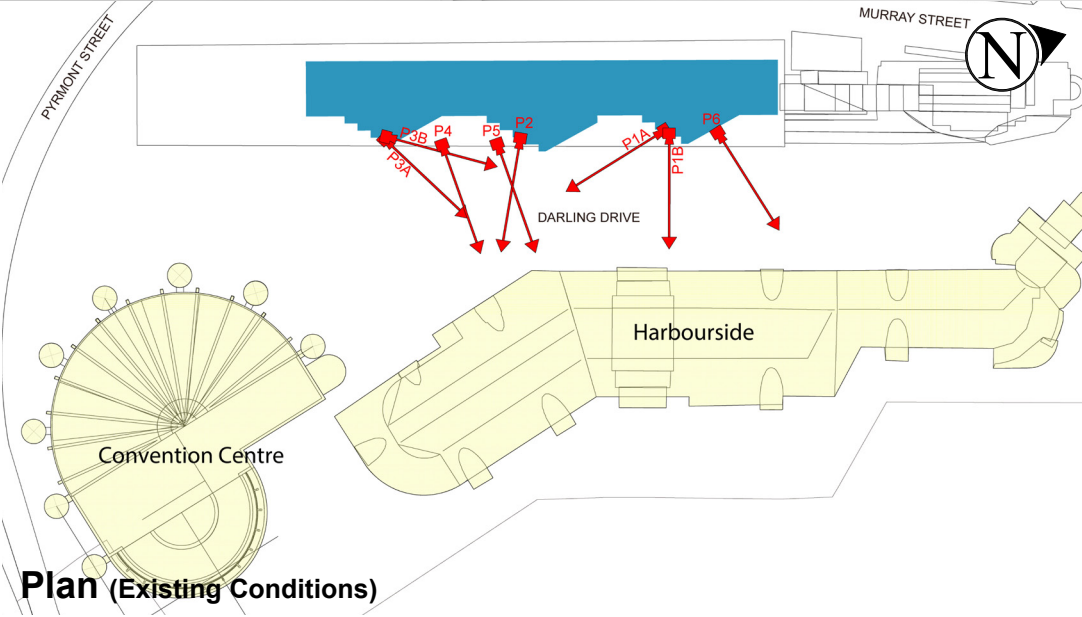 MURRAY STREET
N
PYRMONT STREET
P3B
P4
P5
P2
P1A
P1B
P6
P3A
DARLING DRIVE
Harbourside
Convention Centre
Plan (Existing Conditions)